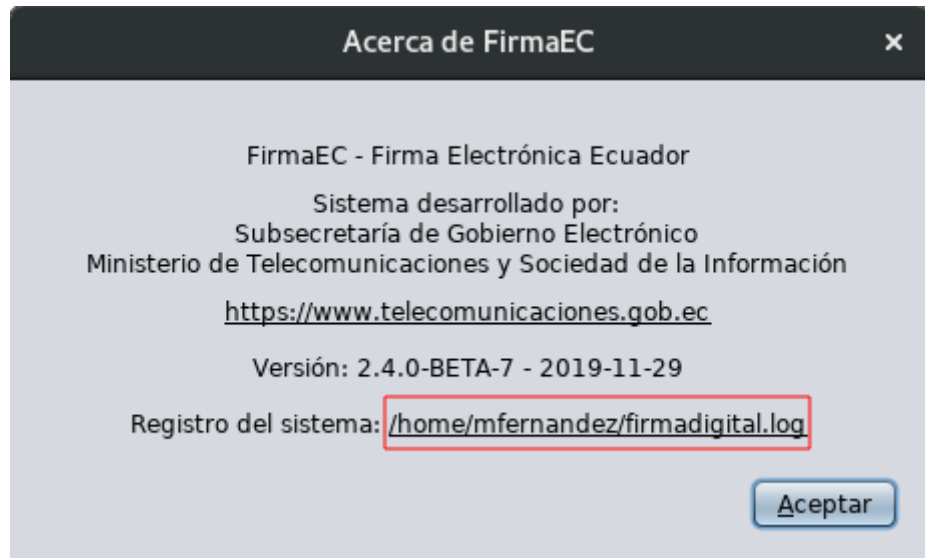 Acerca de FirmaEC ×
FirmaEC - Firma Electrónica Ecuador
Sistema desarrollado por:
Subsecretaría de Gobierno Electrónico
Ministerio de Telecomunicaciones y Sociedad de la Información
https://www.telecomunicaciones.gob.ec
Versión: 2.4.0-BETA-7 - 2019-11-29
Registro del sistema: /home/mfernandez/firmadigital.log
Aceptar